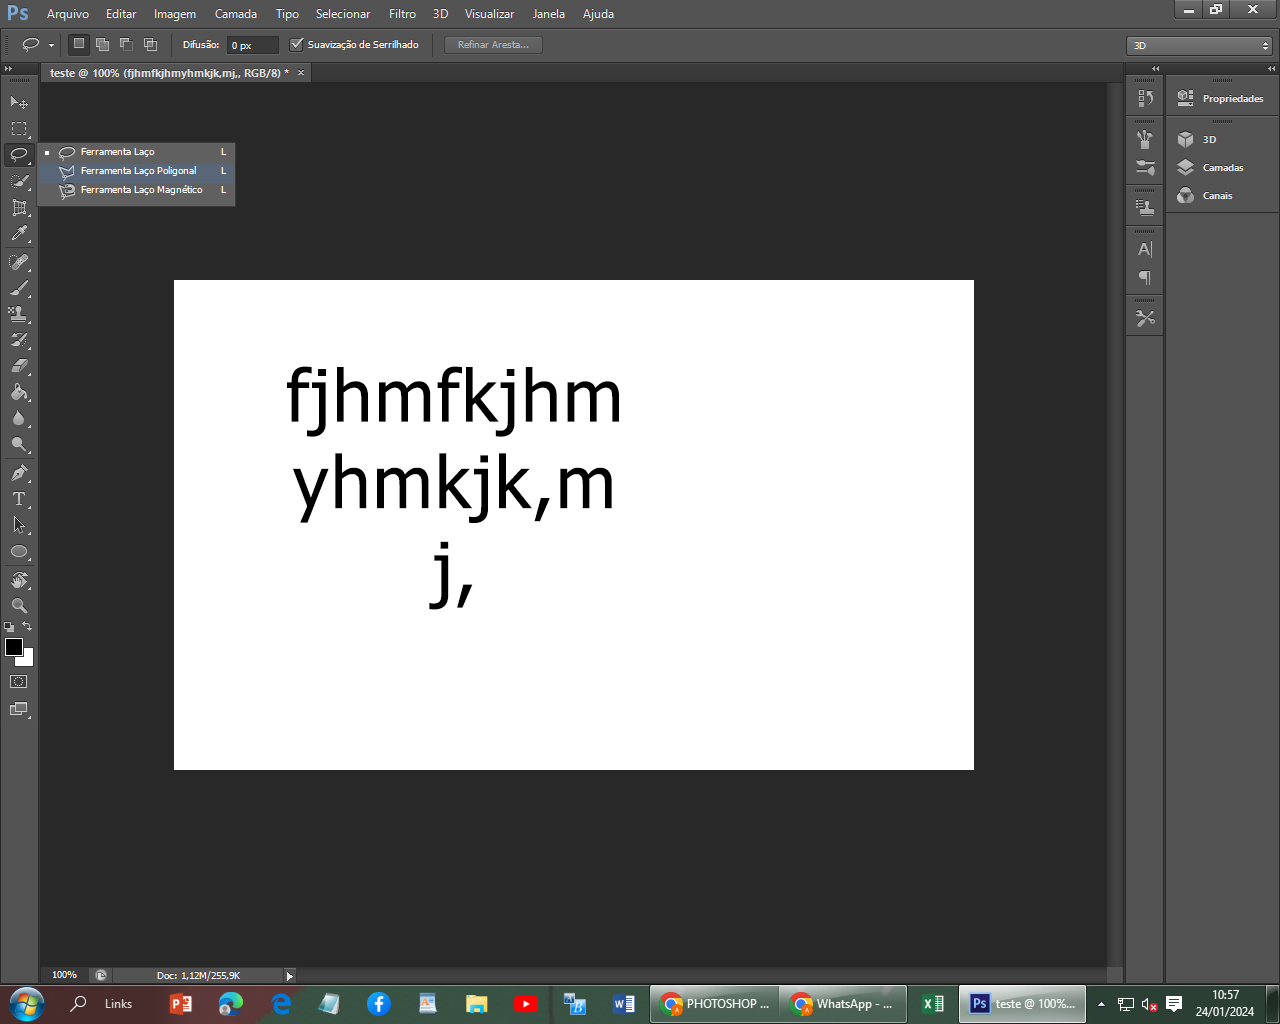 Ps Arquivo Editar Imagem Camada Tipo Selecionar Filtro 3D Visualizar Janela Ajuda
Difusão: 0 px Suavização de Serrilhado Refinar Aresta... 3D
teste @ 100% (fjhmfkjhmyhmkjk,mj,, RGB/8) * ×
Propriedades
3D
Camadas
Canais
Ferramenta Laço L
Ferramenta Laço Poligonal L
Ferramenta Laço Magnético L
fjhmfkjhm
yhmkjk,m
j,
100% Doc: 1,12M/255,9K
Links PHOTOSHOP ... WhatsApp - ... Ps teste @ 100%... 10:57
24/01/2024